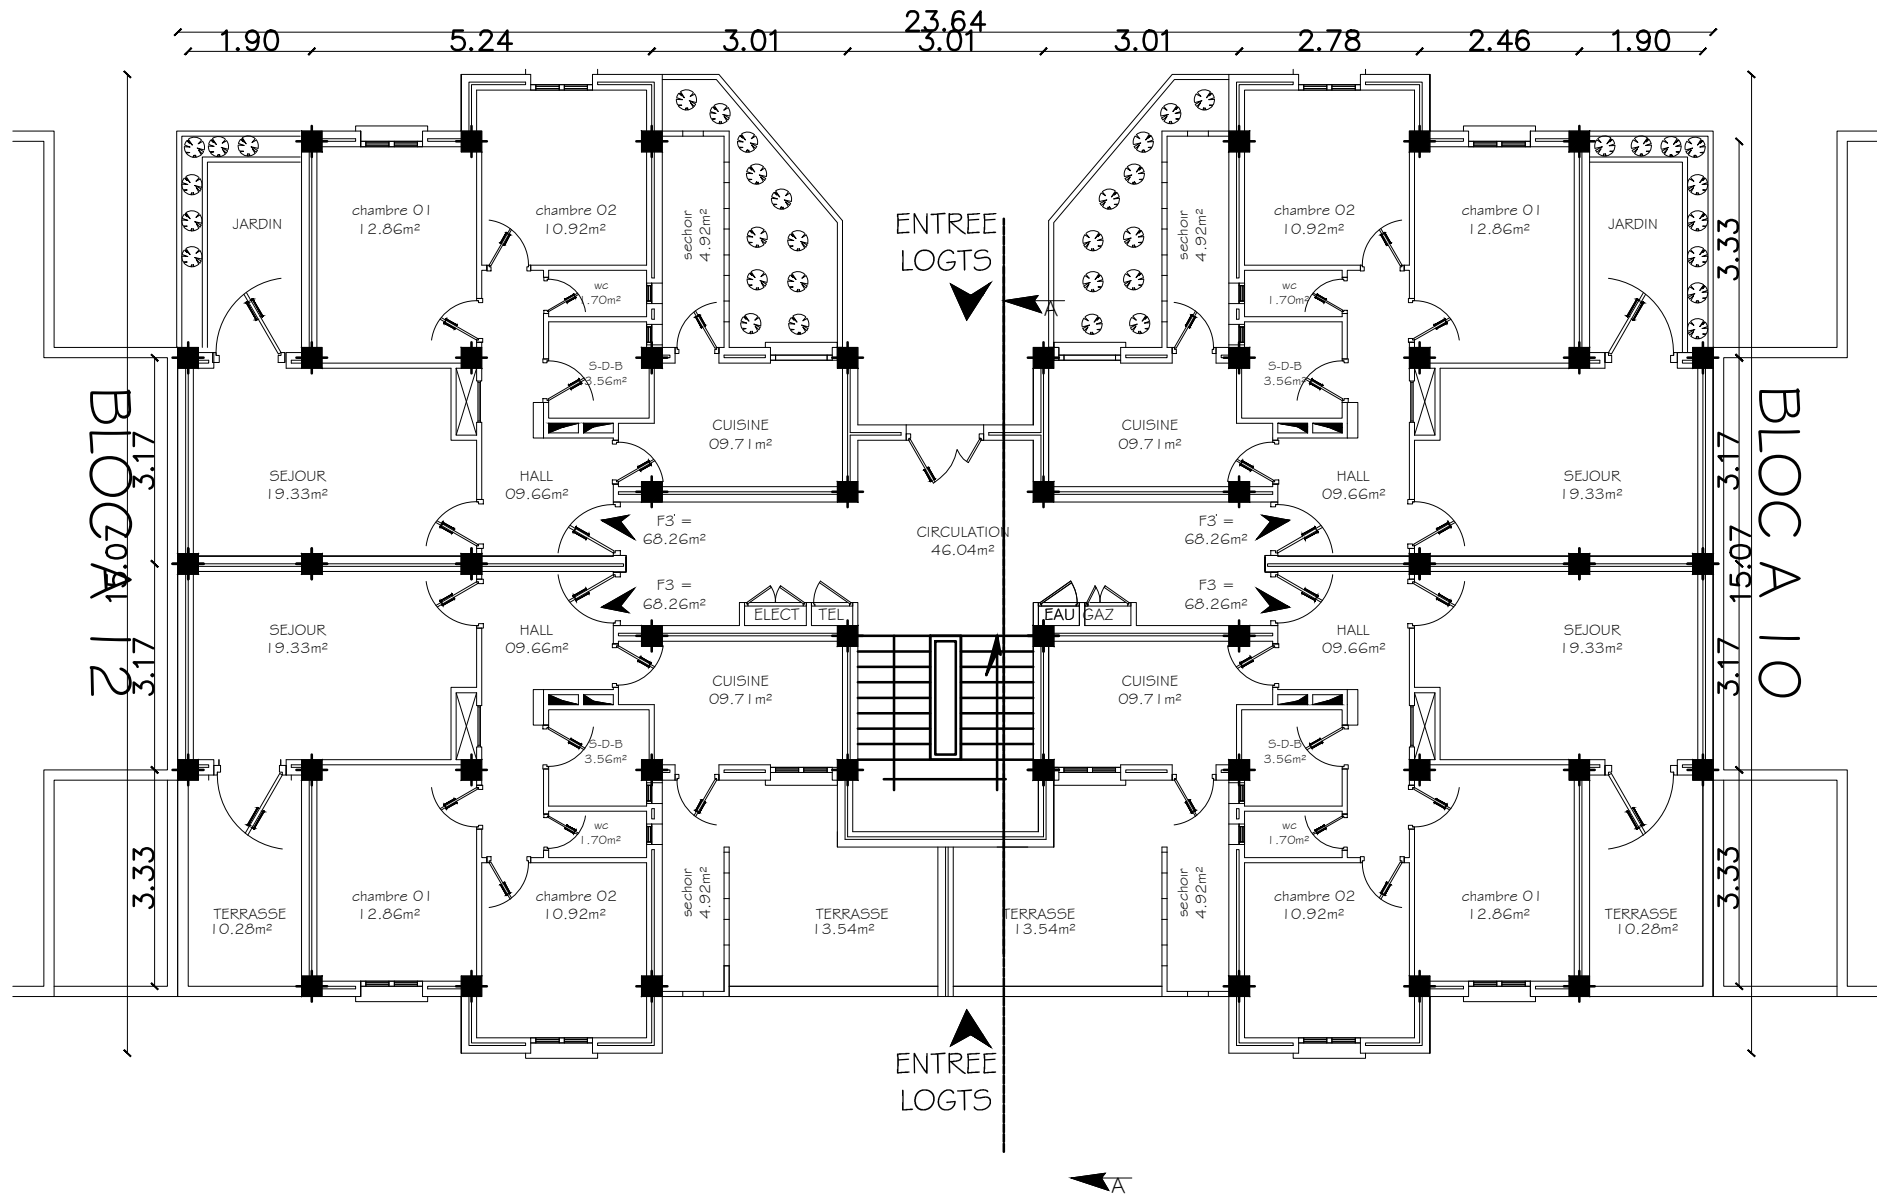 23.64
1.90 5.24 3.01 3.01 3.01 2.78 2.46 1.90
JARDIN
chambre 01
12.86m²
chambre 02
10.92m²
sechoir
4.92m²
ENTREE
LOGTS
A
sechoir
4.92m²
chambre 02
10.92m²
chambre 01
12.86m²
JARDIN
3.33
wc
1.70m²
wc
1.70m²
S-D-B
3.56m²
S-D-B
3.56m²
BLOC A 12
3.17
SEJOUR
19.33m²
HALL
09.66m²
CUISINE
09.71m²
CUISINE
09.71m²
HALL
09.66m²
SEJOUR
19.33m²
3.17
BLOC A 10
15.07
F3' =
68.26m²
CIRCULATION
46.04m²
F3' =
68.26m²
F3 =
68.26m²
F3 =
68.26m²
ELECT TEL
EAU GAZ
3.17
SEJOUR
19.33m²
HALL
09.66m²
CUISINE
09.71m²
CUISINE
09.71m²
HALL
09.66m²
SEJOUR
19.33m²
3.17
S-D-B
3.56m²
S-D-B
3.56m²
wc
1.70m²
wc
1.70m²
3.33
TERRASSE
10.28m²
chambre 01
12.86m²
chambre 02
10.92m²
sechoir
4.92m²
TERRASSE
13.54m²
TERRASSE
13.54m²
sechoir
4.92m²
chambre 02
10.92m²
chambre 01
12.86m²
TERRASSE
10.28m²
3.33
ENTREE
LOGTS
A